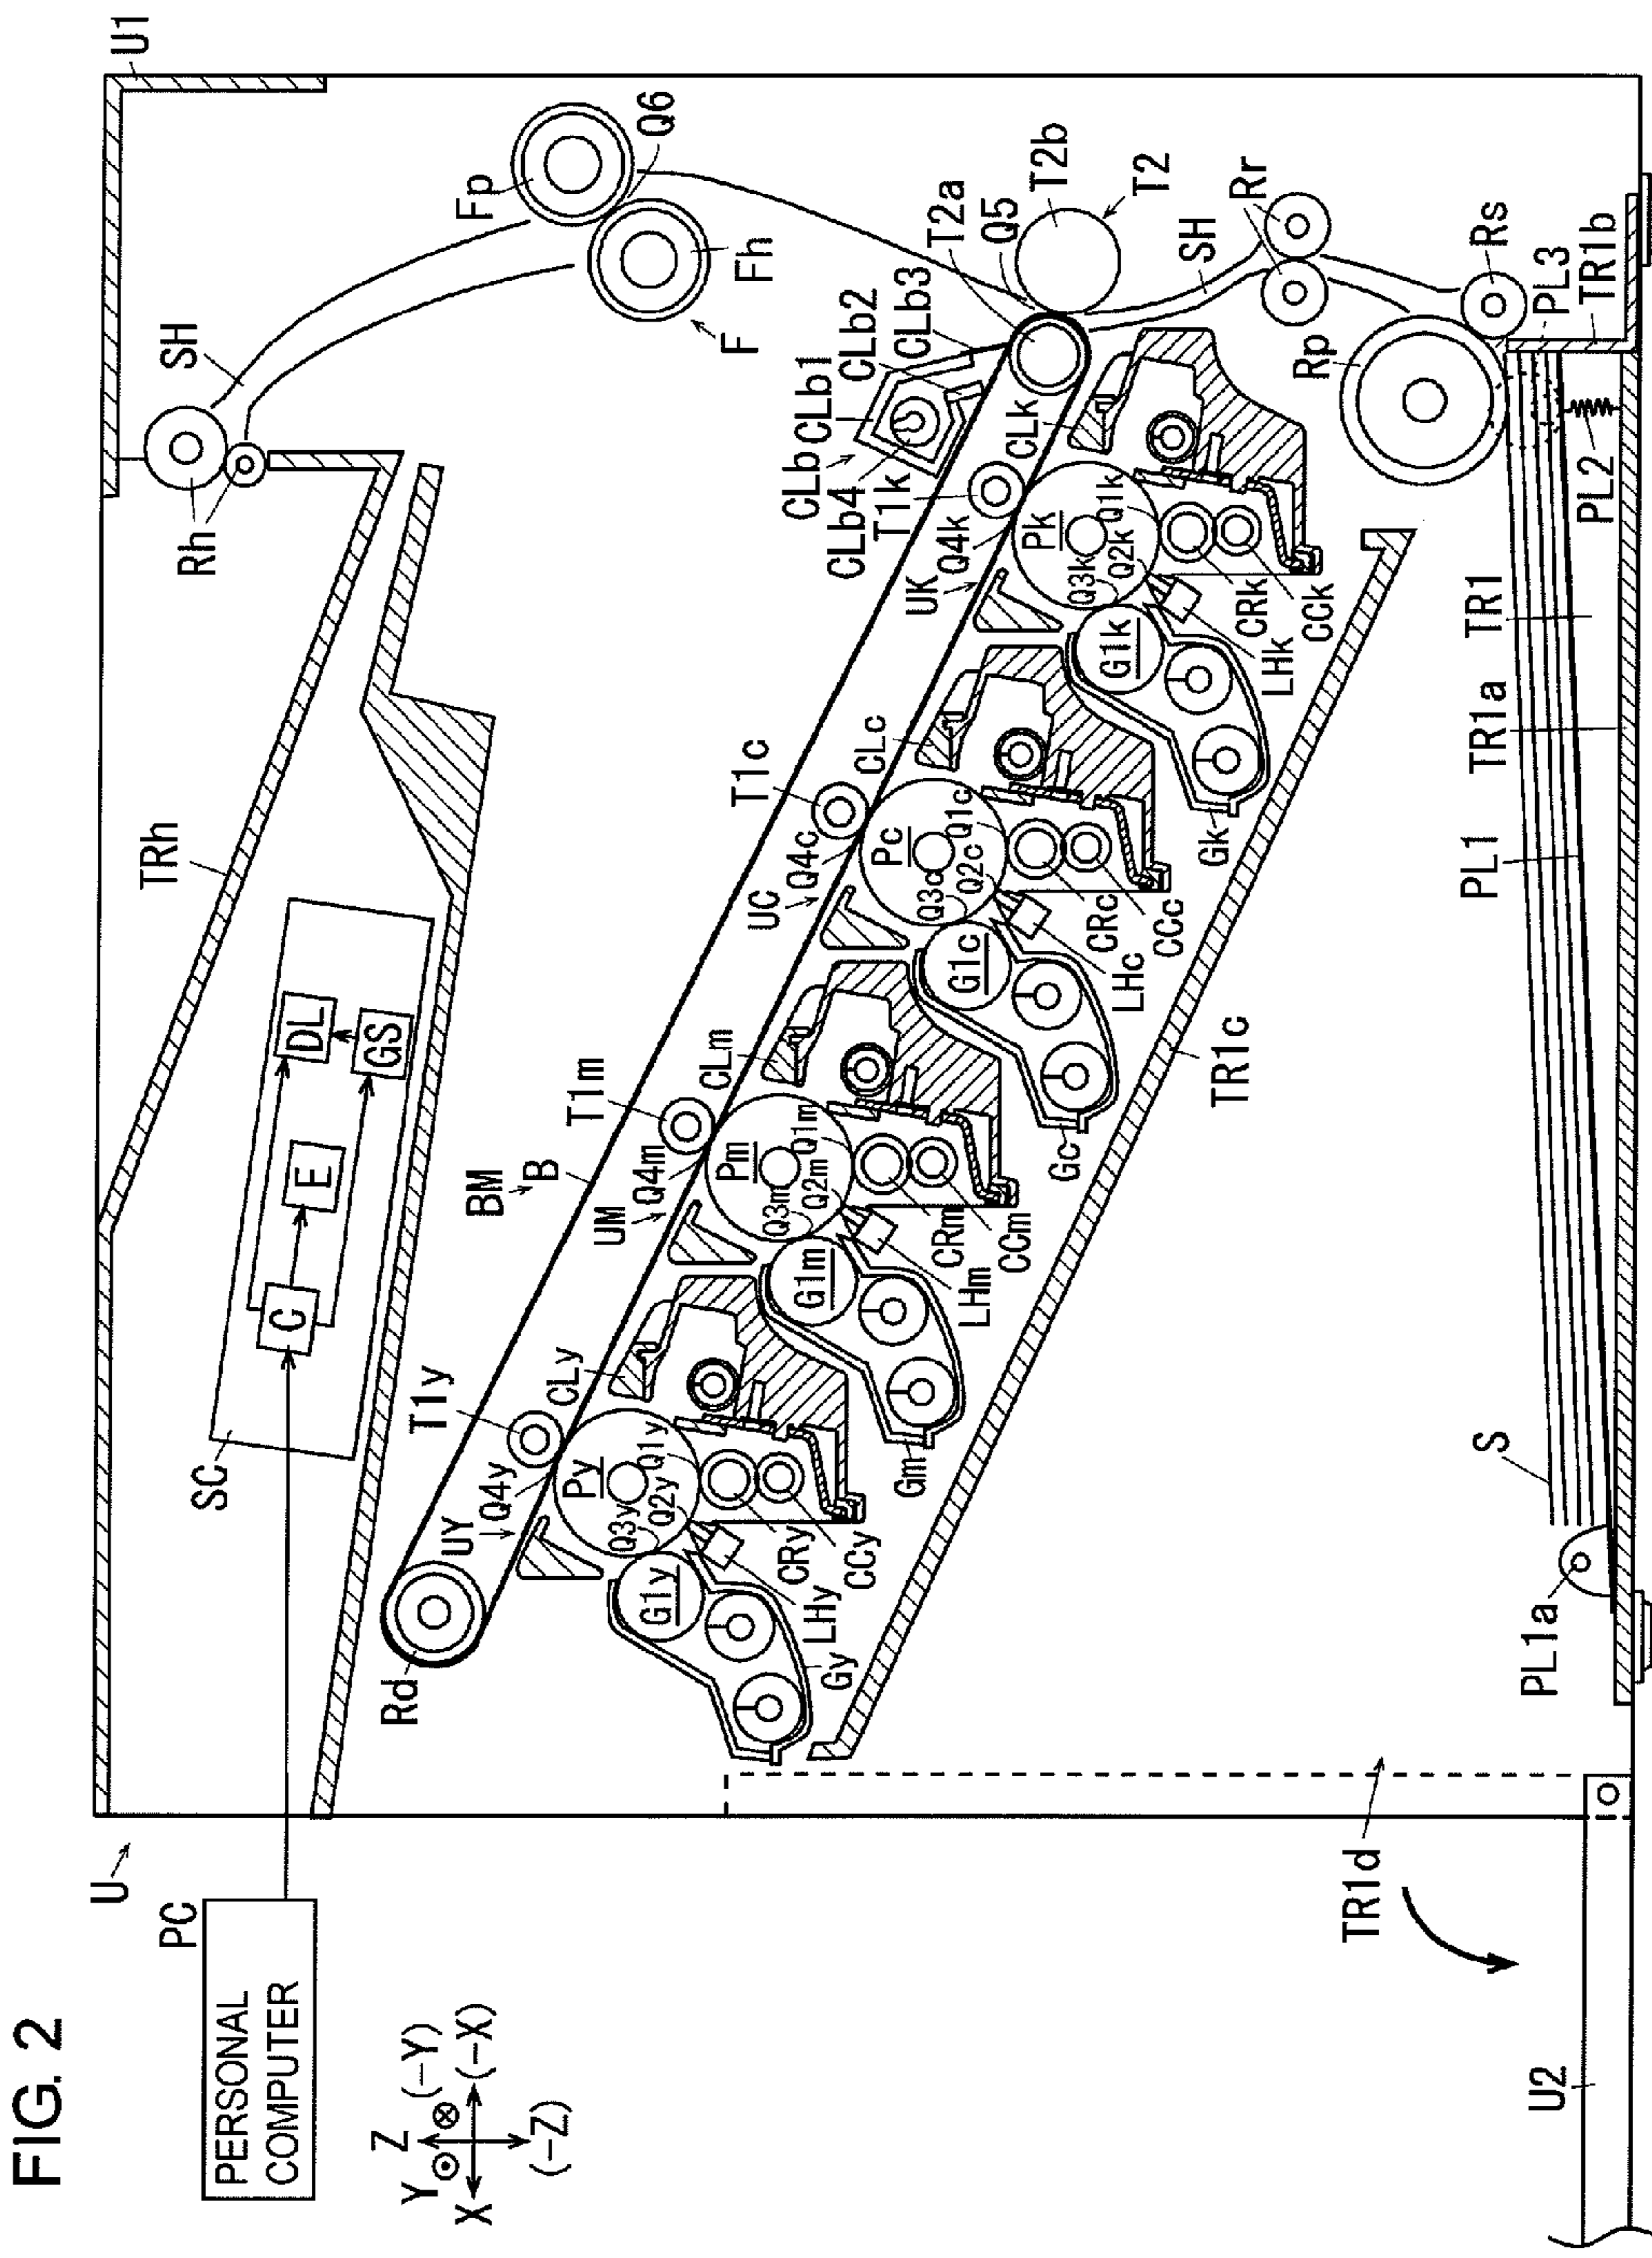 FIG. 2
PERSONAL
COMPUTER
PC
U
Y
Z
(−Y)
X
(−X)
(−Z)
U1
Rh
SH
Fp
Q6
Fh
F
TRh
SC
C
E
DL
GS
Rd
UY
Q4y
T1y
CLy
BM
B
UM
Q4m
T1m
CLm
UC
Q4c
T1c
CLc
UK
Q4k
T1k
CLk
CLb
CLb1
CLb2
CLb3
CLb4
T2a
Q5
T2b
T2
SH
Rr
Rs
Rp
PL3
TR1b
PL2
Py
Q1y
Q2y
Q3y
G1y
Gy
LHy
CRy
CCy
Pm
Q1m
Q2m
Q3m
G1m
Gm
LHm
CRm
CCm
Pc
Q1c
Q2c
Q3c
G1c
Gc
LHc
CRc
CCc
Pk
Q1k
Q2k
Q3k
G1k
Gk
LHk
CRk
CCk
TR1c
TR1
TR1a
PL1
S
PL1a
TR1d
U2